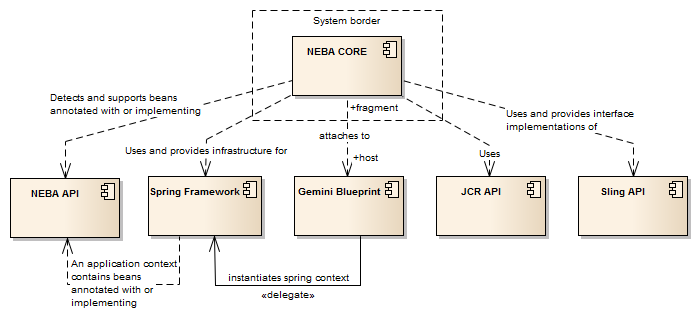 System border
NEBA CORE
Detects and supports beans
annotated with or implementing
+fragment
Uses and provides interface
implementations of
attaches to
Uses and provides infrastructure for
+host
Uses
NEBA API
Spring Framework
Gemini Blueprint
JCR API
Sling API
An application context
contains beans
annotated with or
implementing
instantiates spring context
«delegate»